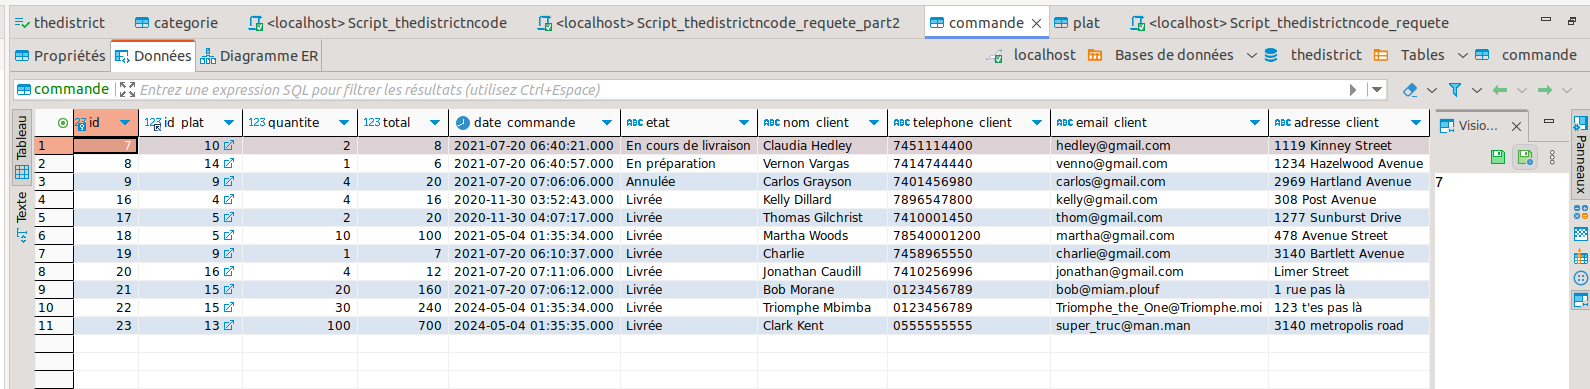 thedistrict categorie <localhost> Script_thedistrictncode <localhost> Script_thedistrictncode_requete_part2 commande plat <localhost> Script_thedistrictncode_requete
Propriétés Données Diagramme ER localhost Bases de données thedistrict Tables commande
commande Entrez une expression SQL pour filtrer les résultats (utilisez Ctrl+Espace)
Tableau
Texte
123 id 123 id_plat 123 quantite 123 total date_commande ABC etat ABC nom_client ABC telephone_client ABC email_client ABC adresse_client
1 7 10 2 8 2021-07-20 06:40:21.000 En cours de livraison Claudia Hedley 7451114400 hedley@gmail.com 1119 Kinney Street
2 8 14 1 6 2021-07-20 06:40:57.000 En préparation Vernon Vargas 7414744440 venno@gmail.com 1234 Hazelwood Avenue
3 9 9 4 20 2021-07-20 07:06:06.000 Annulée Carlos Grayson 7401456980 carlos@gmail.com 2969 Hartland Avenue
4 16 4 4 16 2020-11-30 03:52:43.000 Livrée Kelly Dillard 7896547800 kelly@gmail.com 308 Post Avenue
5 17 5 2 20 2020-11-30 04:07:17.000 Livrée Thomas Gilchrist 7410001450 thom@gmail.com 1277 Sunburst Drive
6 18 5 10 100 2024-05-04 01:35:34.000 Livrée Martha Woods 78540001200 martha@gmail.com 478 Avenue Street
7 19 9 1 7 2021-07-20 06:10:37.000 Livrée Charlie 7458965550 charlie@gmail.com 3140 Bartlett Avenue
8 20 16 4 12 2021-07-20 07:11:06.000 Livrée Jonathan Caudill 7410256996 jonathan@gmail.com Limer Street
9 21 15 20 160 2021-07-20 07:06:12.000 Livrée Bob Morane 0123456789 bob@miam.plouf 1 rue pas là
10 22 15 30 240 2024-05-04 01:35:34.000 Livrée Triomphe Mbimba 0123456789 Triomphe_the_One@Triomphe.moi 123 t'es pas là
11 23 13 100 700 2024-05-04 01:35:35.000 Livrée Clark Kent 0555555555 super_truc@man.man 3140 metropolis road
Visio...
7
Panneaux